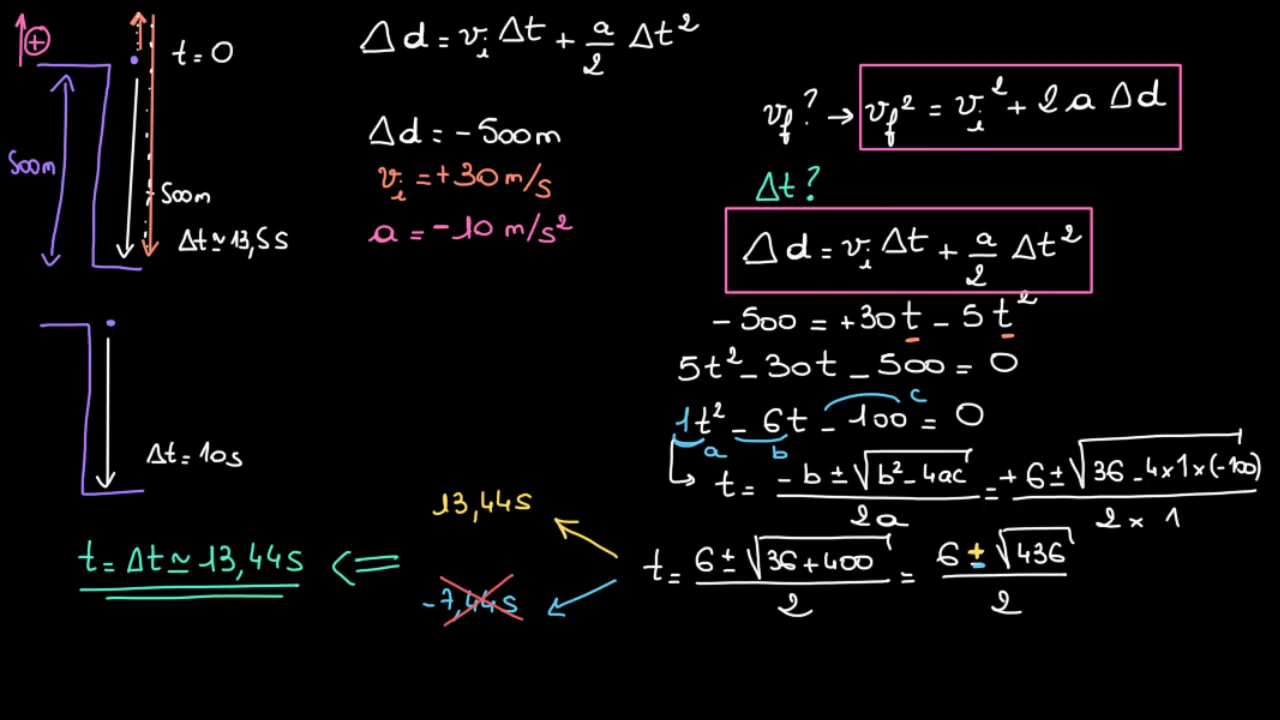 ⊕
t = 0
500m
500m
Δt ≃ 13,5s
Δd = vᵢ Δt + a/2 Δt²
Δd = - 500m
vᵢ = +30 m/s
a = -10 m/s²
vf ? → vf² = vᵢ² + 2 a Δd
Δt ?
Δd = vᵢ Δt + a/2 Δt²
- 500 = +30t - 5t²
5t² - 30t - 500 = 0
1t² - 6t - 100 = 0
a b c
t = (- b ± √(b² - 4ac)) / 2a = (+ 6 ± √(36 - 4×1×(-100))) / (2 × 1)
t = (6 ± √(36 + 400)) / 2 = (6 ± √436) / 2
Δt = 10s
13,44s
-7,44s
t = Δt ≃ 13,44s <=